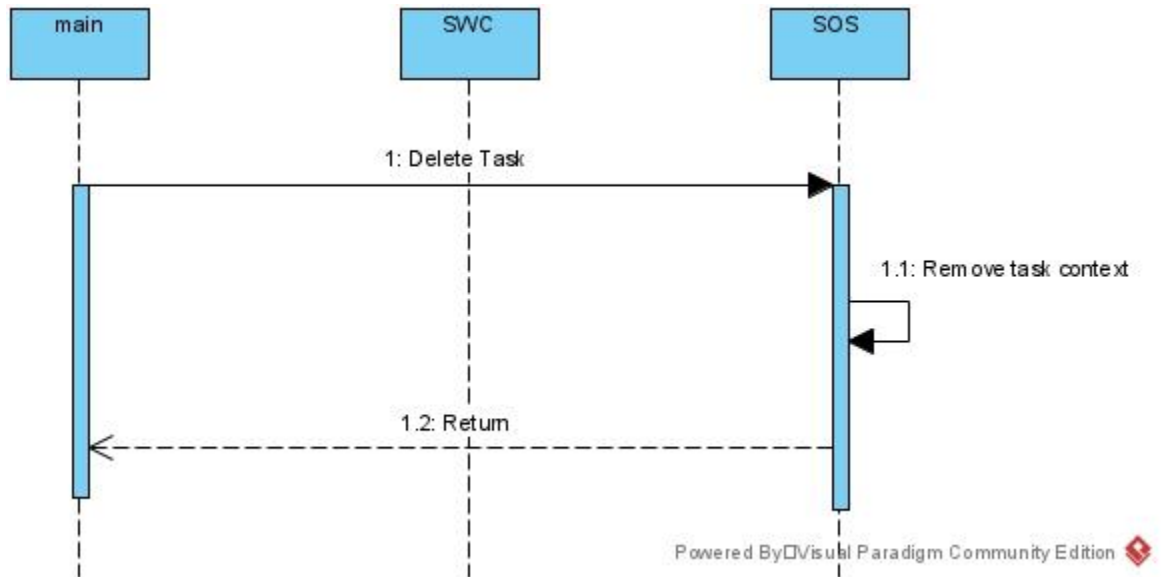 main
SWC
SOS
1: Delete Task
1.1: Remove task context
1.2: Return
Powered By□Visual Paradigm Community Edition